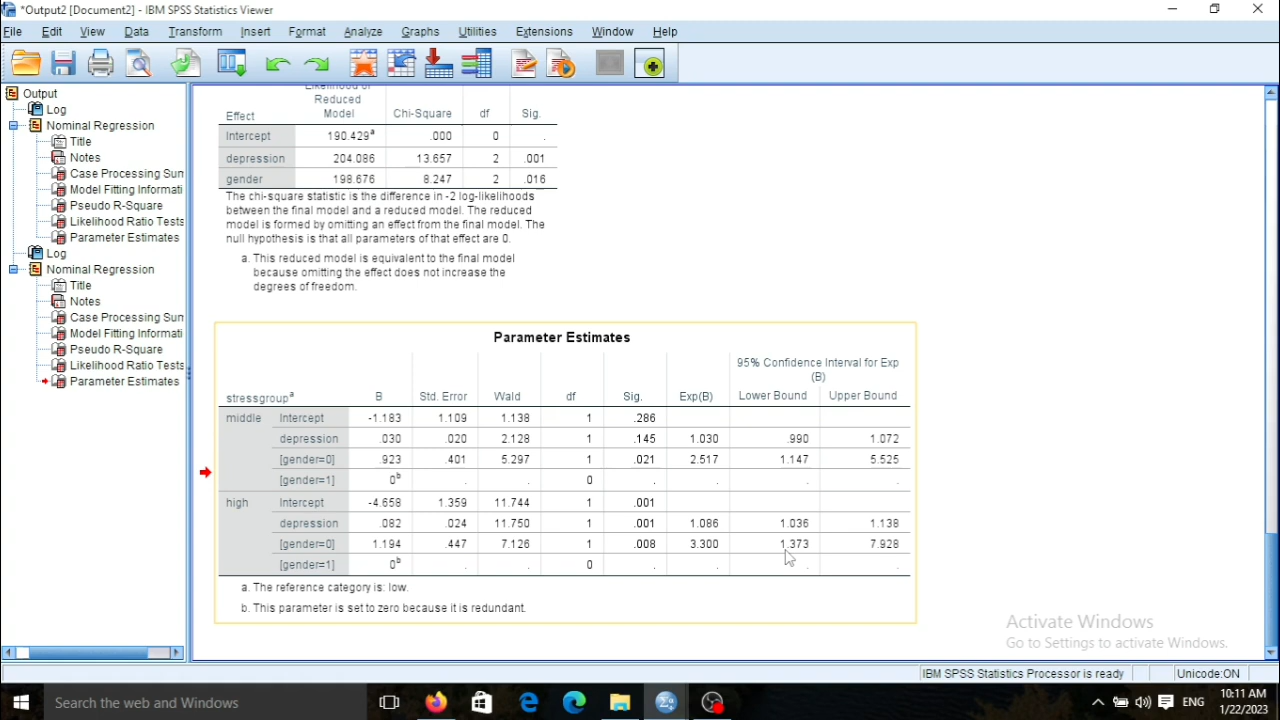 *Output2 [Document2] - IBM SPSS Statistics Viewer
File Edit View Data Transform Insert Format Analyze Graphs Utilities Extensions Window Help
Output
Log
Nominal Regression
Title
Notes
Case Processing Sum
Model Fitting Informati
Pseudo R-Square
Likelihood Ratio Tests
Parameter Estimates
Log
Nominal Regression
Title
Notes
Case Processing Sum
Model Fitting Informati
Pseudo R-Square
Likelihood Ratio Tests
Parameter Estimates
Likelihood of
Reduced
Effect Model Chi-Square df Sig.
Intercept 190.429a .000 0 .
depression 204.086 13.657 2 .001
gender 198.676 8.247 2 .016
The chi-square statistic is the difference in -2 log-likelihoods
between the final model and a reduced model. The reduced
model is formed by omitting an effect from the final model. The
null hypothesis is that all parameters of that effect are 0.
a. This reduced model is equivalent to the final model
because omitting the effect does not increase the
degrees of freedom.
Parameter Estimates
95% Confidence Interval for Exp
(B)
stressgroupa B Std. Error Wald df Sig. Exp(B) Lower Bound Upper Bound
middle Intercept -1.183 1.109 1.138 1 .286
depression .030 .020 2.128 1 .145 1.030 .990 1.072
[gender=0] .923 .401 5.297 1 .021 2.517 1.147 5.525
[gender=1] 0b . . 0 . . . .
high Intercept -4.658 1.359 11.744 1 .001
depression .082 .024 11.750 1 .001 1.086 1.036 1.138
[gender=0] 1.194 .447 7.126 1 .008 3.300 1.373 7.928
[gender=1] 0b . . 0 . . . .
a. The reference category is: low.
b. This parameter is set to zero because it is redundant.
Activate Windows
Go to Settings to activate Windows.
IBM SPSS Statistics Processor is ready Unicode:ON
Search the web and Windows
ENG
10:11 AM
1/22/2023